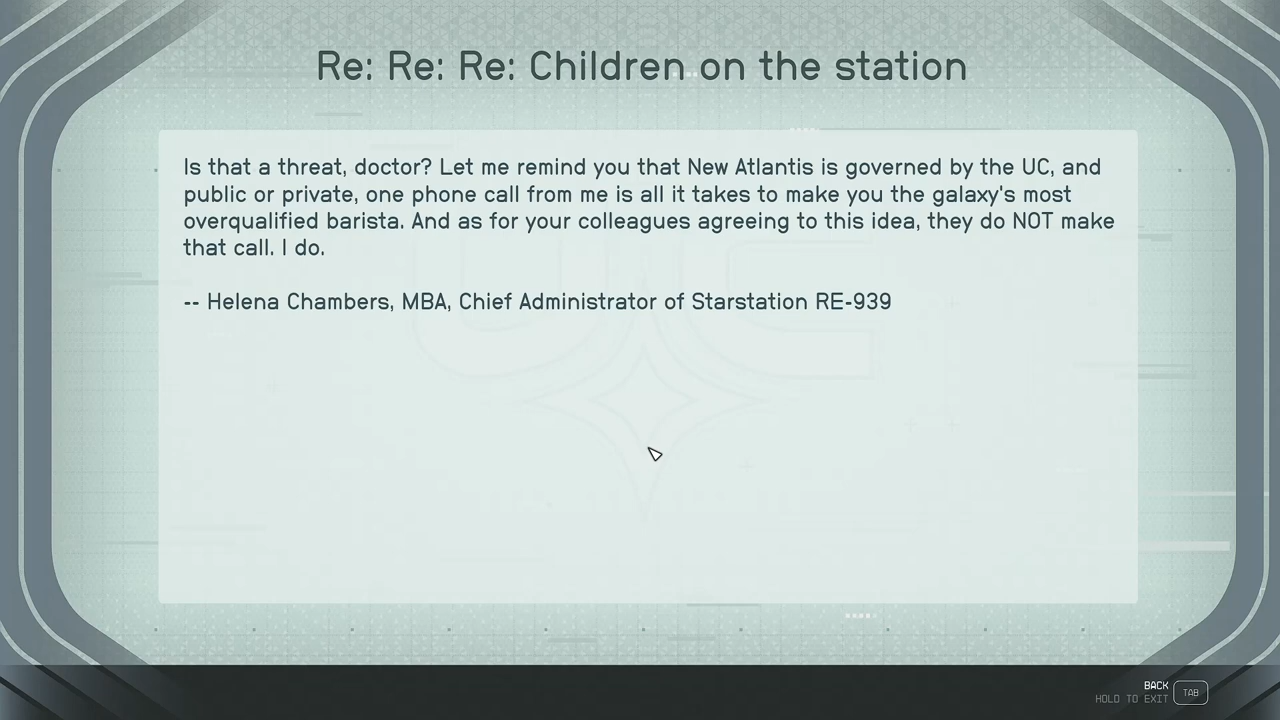 Re: Re: Re: Children on the station
Is that a threat, doctor? Let me remind you that New Atlantis is governed by the UC, and
public or private, one phone call from me is all it takes to make you the galaxy's most
overqualified barista. And as for your colleagues agreeing to this idea, they do NOT make
that call. I do.
-- Helena Chambers, MBA, Chief Administrator of Starstation RE-939
UC
BACK
HOLD TO EXIT
TAB